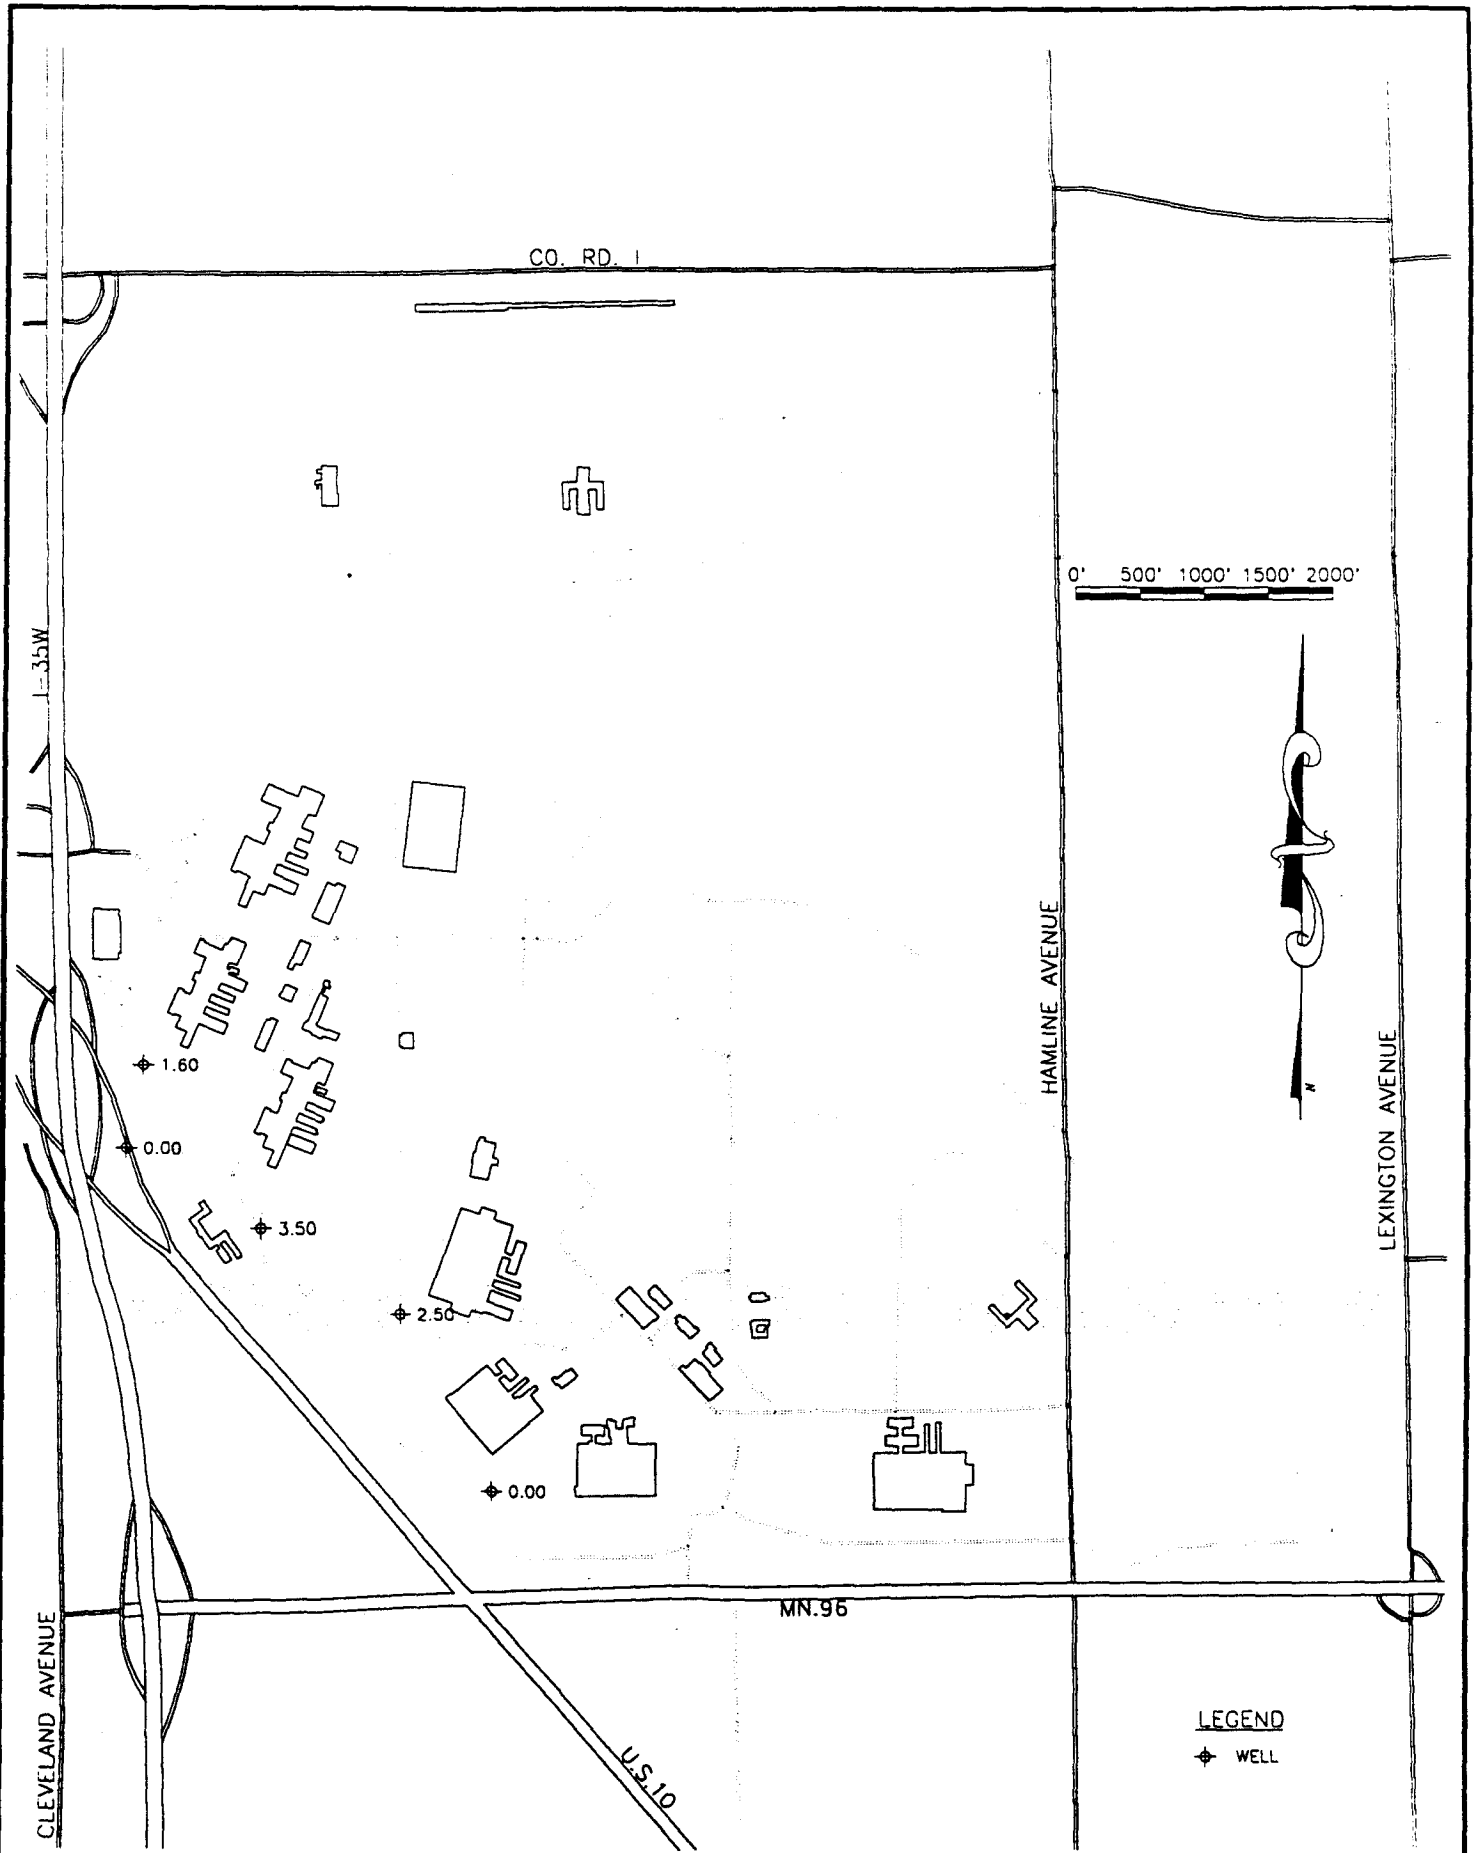 CO. RD. I
0' 500' 1000' 1500' 2000'
I-35W
HAMLINE AVENUE
N
LEXINGTON AVENUE
1.60
0.00
3.50
2.50
0.00
MN.96
CLEVELAND AVENUE
U.S.10
LEGEND
WELL